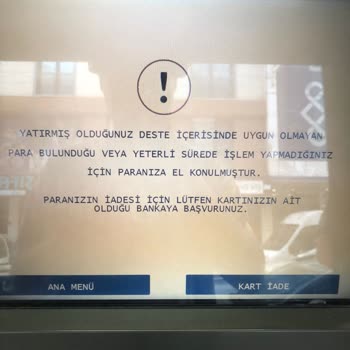 !
YATIRMIŞ OLDUĞUNUZ DESTE İÇERİSİNDE UYGUN OLMAYAN
PARA BULUNDUĞU VEYA YETERLİ SÜREDE İŞLEM YAPMADIĞINIZ
İÇİN PARANIZA EL KONULMUŞTUR.
PARANIZIN İADESİ İÇİN LÜTFEN KARTINIZIN AİT
OLDUĞU BANKAYA BAŞVURUNUZ.
ANA MENÜ
KART İADE